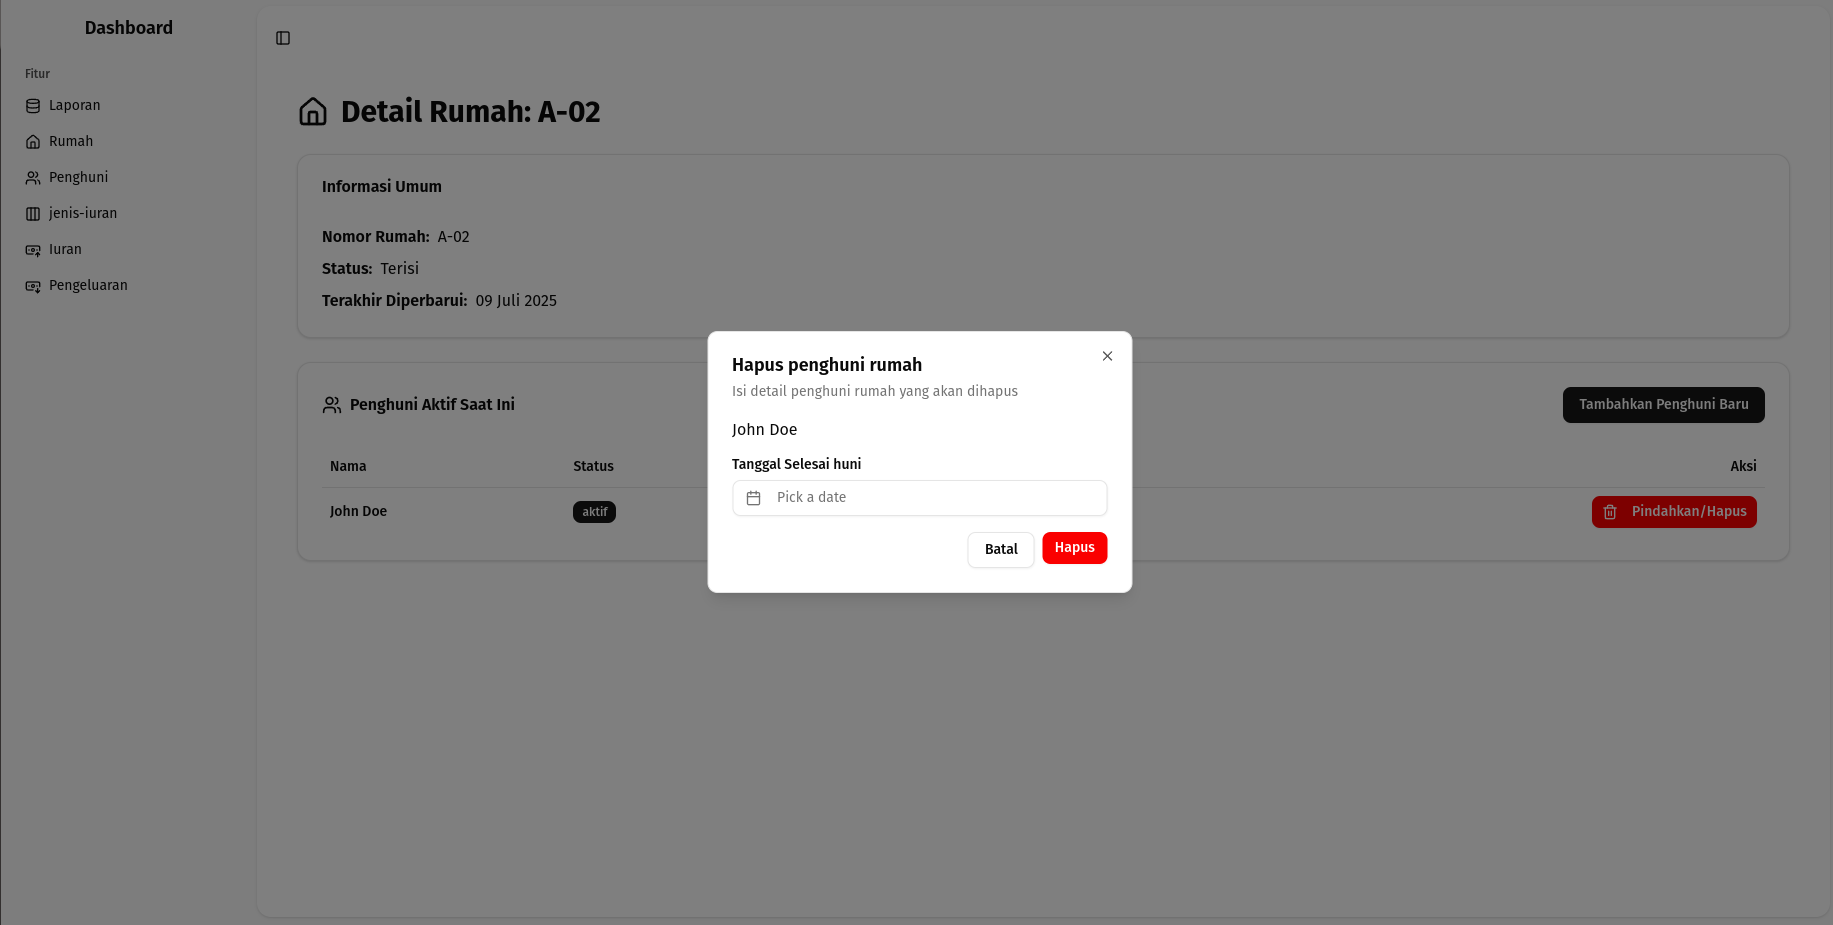 Dashboard
Fitur
Laporan
Rumah
Penghuni
jenis-iuran
Iuran
Pengeluaran
Detail Rumah: A-02
Informasi Umum
Nomor Rumah: A-02
Status: Terisi
Terakhir Diperbarui: 09 Juli 2025
Penghuni Aktif Saat Ini
Tambahkan Penghuni Baru
Nama Status Aksi
John Doe aktif Pindahkan/Hapus
Hapus penghuni rumah
Isi detail penghuni rumah yang akan dihapus
John Doe
Tanggal Selesai huni
Pick a date
Batal Hapus